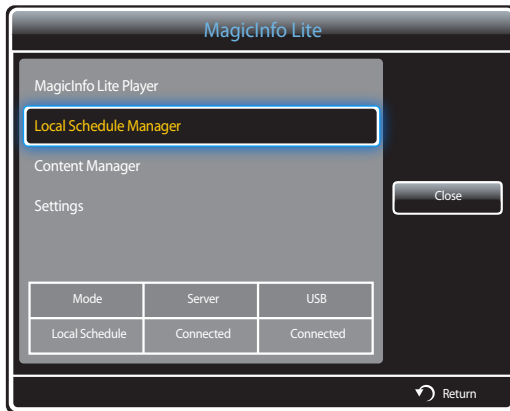 MagicInfo Lite
MagicInfo Lite Player
Local Schedule Manager
Content Manager
Settings
Close
Mode Server USB
Local Schedule Connected Connected
Return